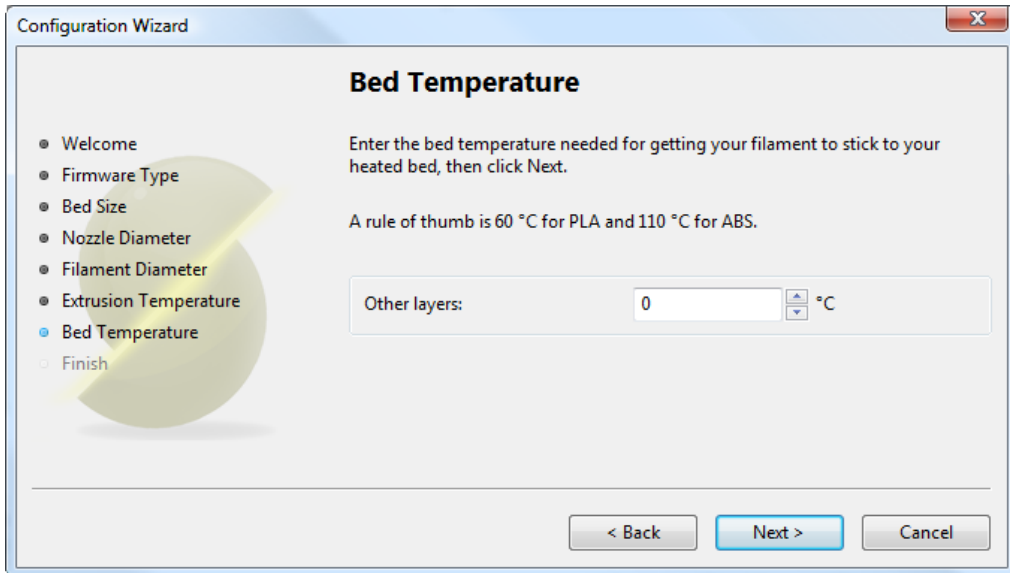 Configuration Wizard
Bed Temperature
Welcome
Firmware Type
Bed Size
Nozzle Diameter
Filament Diameter
Extrusion Temperature
Bed Temperature
Finish
Enter the bed temperature needed for getting your filament to stick to your
heated bed, then click Next.
A rule of thumb is 60 °C for PLA and 110 °C for ABS.
Other layers: 0 °C
< Back Next > Cancel